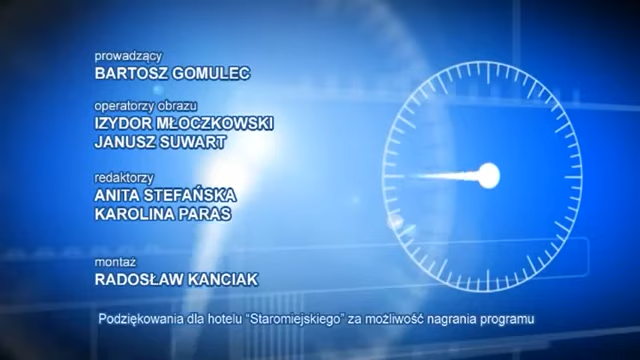 prowadzący
BARTOSZ GOMULEC
operatorzy obrazu
IZYDOR MŁOCZKOWSKI
JANUSZ SUWART
redaktorzy
ANITA STEFAŃSKA
KAROLINA PARAS
montaż
RADOSŁAW KANCIAK
Podziękowania dla hotelu "Staromiejskiego" za możliwość nagrania programu